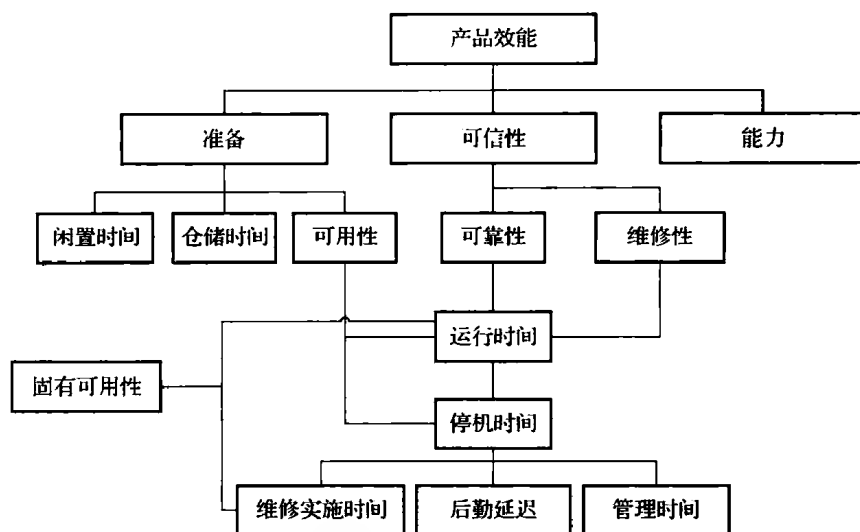 产品效能
准备
可信性
能力
闲置时间
仓储时间
可用性
可靠性
维修性
运行时间
固有可用性
停机时间
维修实施时间
后勤延迟
管理时间